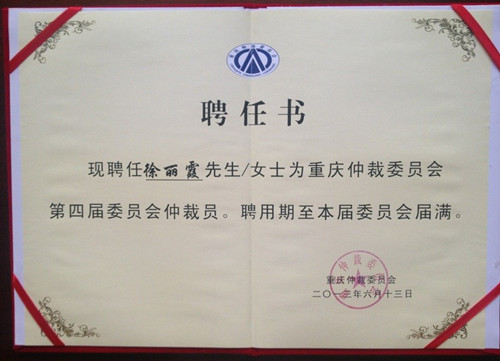 聘任书
现聘任徐丽霞先生/女士为重庆仲裁委员会
第四届委员会仲裁员。聘用期至本届委员会届满。
重庆仲裁委员会
二〇一三年六月十三日